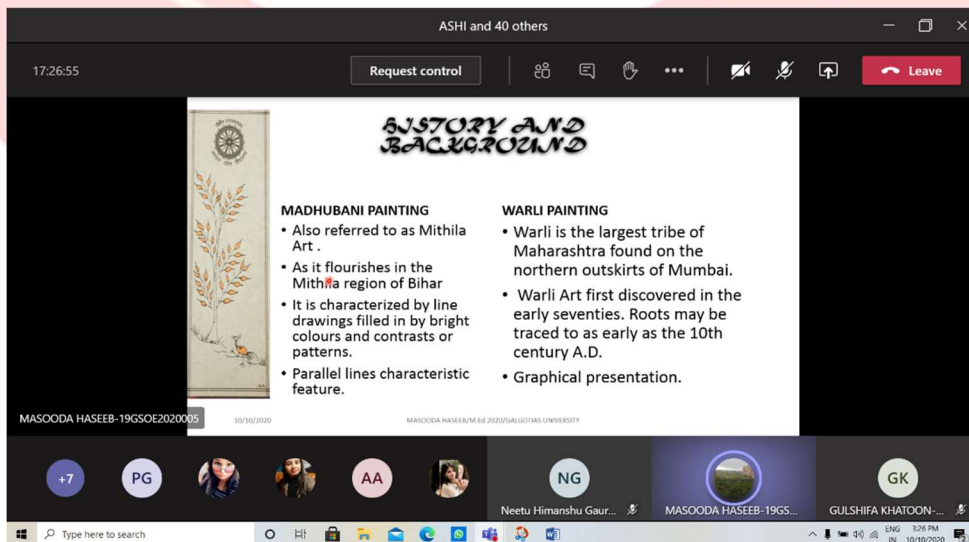 ASHI and 40 others
17:26:55
Request control
Leave
HISTORY AND
BACKGROUND
MADHUBANI PAINTING
• Also referred to as Mithila
Art .
• As it flourishes in the
Mithila region of Bihar
• It is characterized by line
drawings filled in by bright
colours and contrasts or
patterns.
• Parallel lines characteristic
feature.
WARLI PAINTING
• Warli is the largest tribe of
Maharashtra found on the
northern outskirts of Mumbai.
• Warli Art first discovered in the
early seventies. Roots may be
traced to as early as the 10th
century A.D.
• Graphical presentation.
MASOODA HASEEB-19GSOE2020005
10/10/2020
MASOODA HASEEB/M.Ed 2020/GALGOTIAS UNIVERSITY
+7
PG
AA
NG
GK
Neetu Himanshu Gaur...
MASOODA HASEEB-19GS...
GULSHIFA KHATOON-...
Type here to search
ENG
IN
3:26 PM
10/10/2020